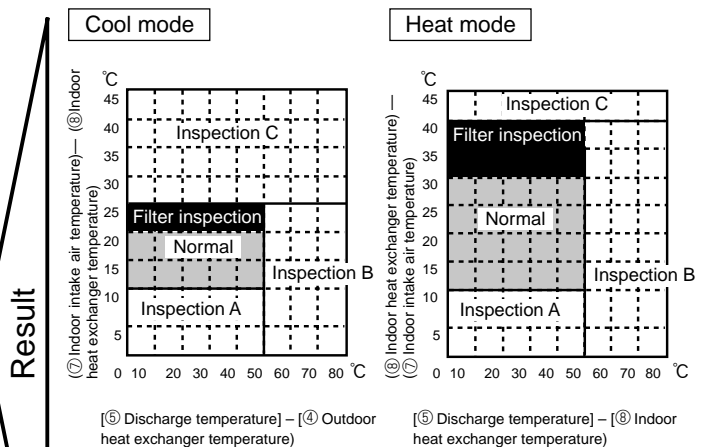 Result
Cool mode
℃
45
40
35
30
25
20
15
10
5
0 10 20 30 40 50 60 70 80 ℃
(⑦Indoor intake air temperature)— (⑧Indoor
heat exchanger temperature)
Inspection C
Filter inspection
Normal
Inspection B
Inspection A
[⑤ Discharge temperature] – [④ Outdoor
heat exchanger temperature)
Heat mode
℃
45
40
35
30
25
20
15
10
5
0 10 20 30 40 50 60 70 80 ℃
(⑧ Indoor heat exchanger temperature) —
(⑦ Indoor intake air temperature)
Inspection C
Filter inspection
Normal
Inspection B
Inspection A
[⑤ Discharge temperature] – [⑧ Indoor
heat exchanger temperature)